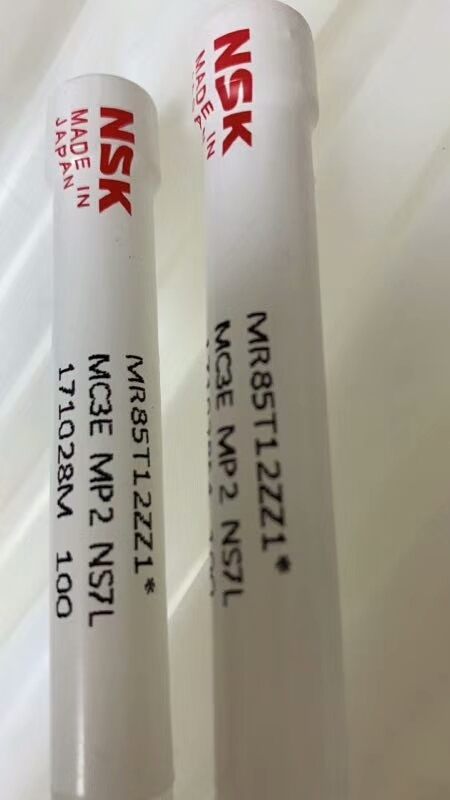 NSK
MADE IN
JAPAN
MR85T12ZZ1*
MC3E MP2 NS7L
171028M 100
NSK
MADE IN
MR85T12ZZ1*
MC3E MP2 NS7L